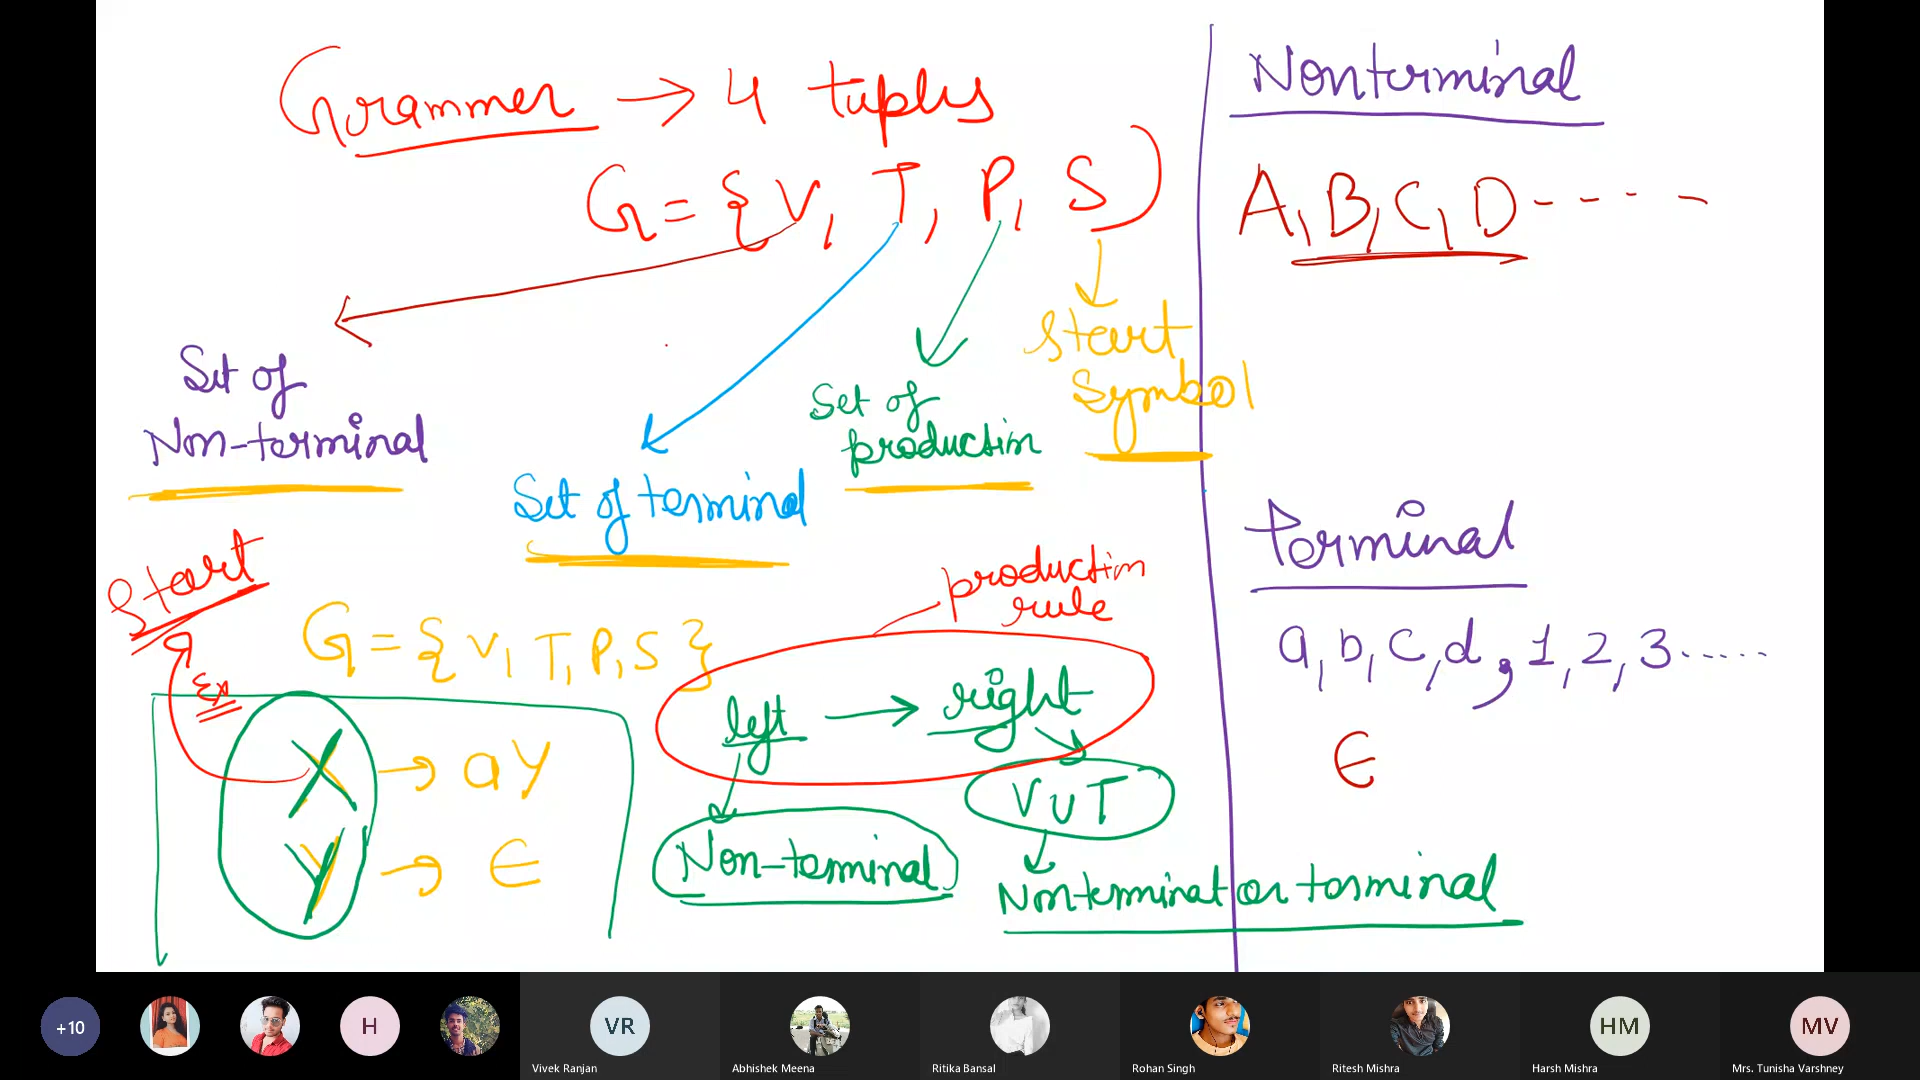 Grammer → 4 tuples
G = {V, T, P, S)
Set of
Non-terminal
Set of terminal
Set of
production
Start
Symbol
Start
Ex
G = { V, T, P, S }
X → aY
Y → ∈
production
rule
left → right
Non-terminal
V ∪ T
Nonterminal or terminal
Nonterminal
A, B, C, D - - - - -
terminal
a, b, c, d, 1, 2, 3 .....
∈
+10
H
VR
Vivek Ranjan
Abhishek Meena
Ritika Bansal
Rohan Singh
Ritesh Mishra
HM
Harsh Mishra
MV
Mrs. Tunisha Varshney